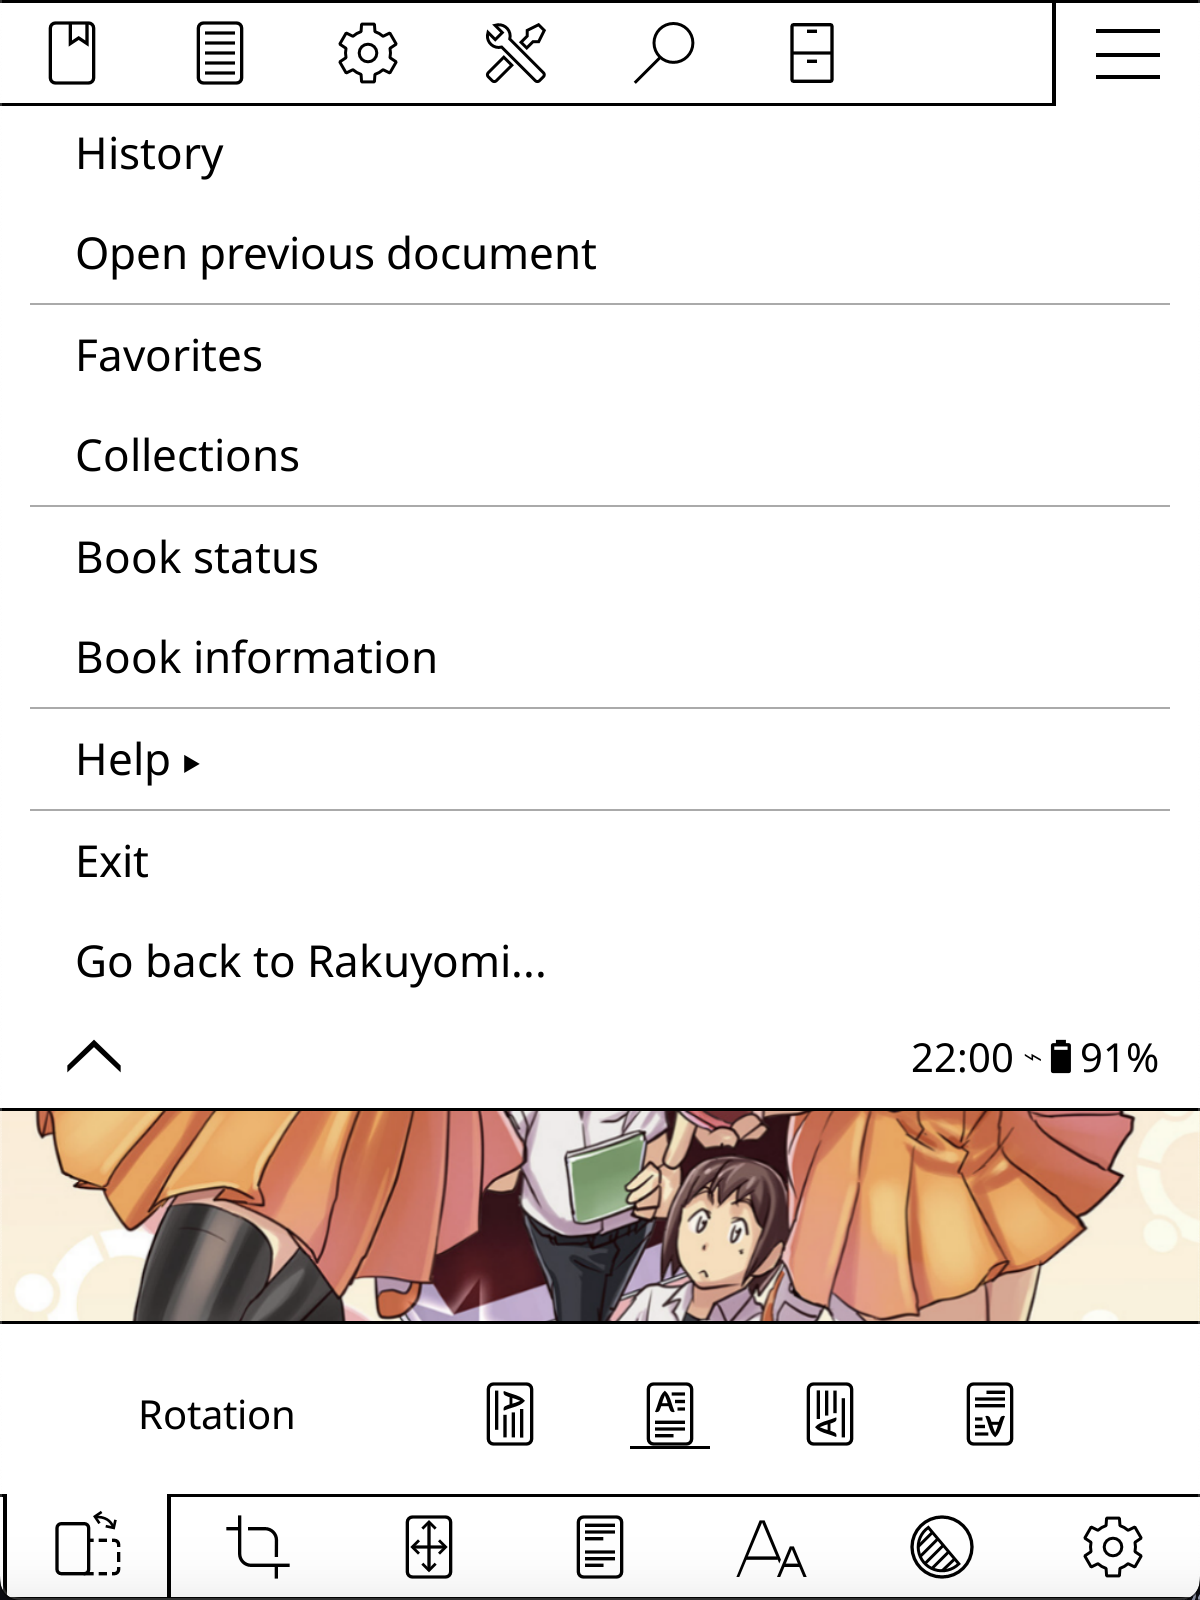 History
Open previous document
Favorites
Collections
Book status
Book information
Help ▸
Exit
Go back to Rakuyomi...
22:00 91%
Rotation